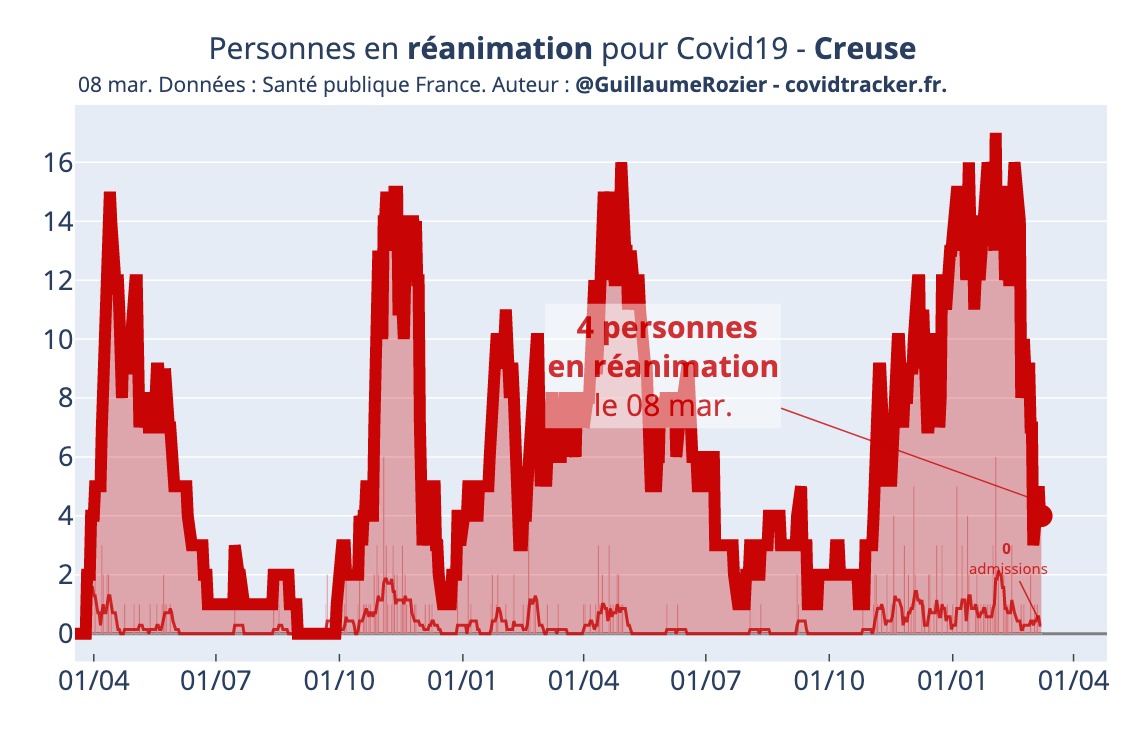 Personnes en réanimation pour Covid19 - Creuse
08 mar. Données : Santé publique France. Auteur : @GuillaumeRozier - covidtracker.fr.
16
14
12
10
8
6
4
2
0
4 personnes
en réanimation
le 08 mar.
0
admissions
01/04 01/07 01/10 01/01 01/04 01/07 01/10 01/01 01/04